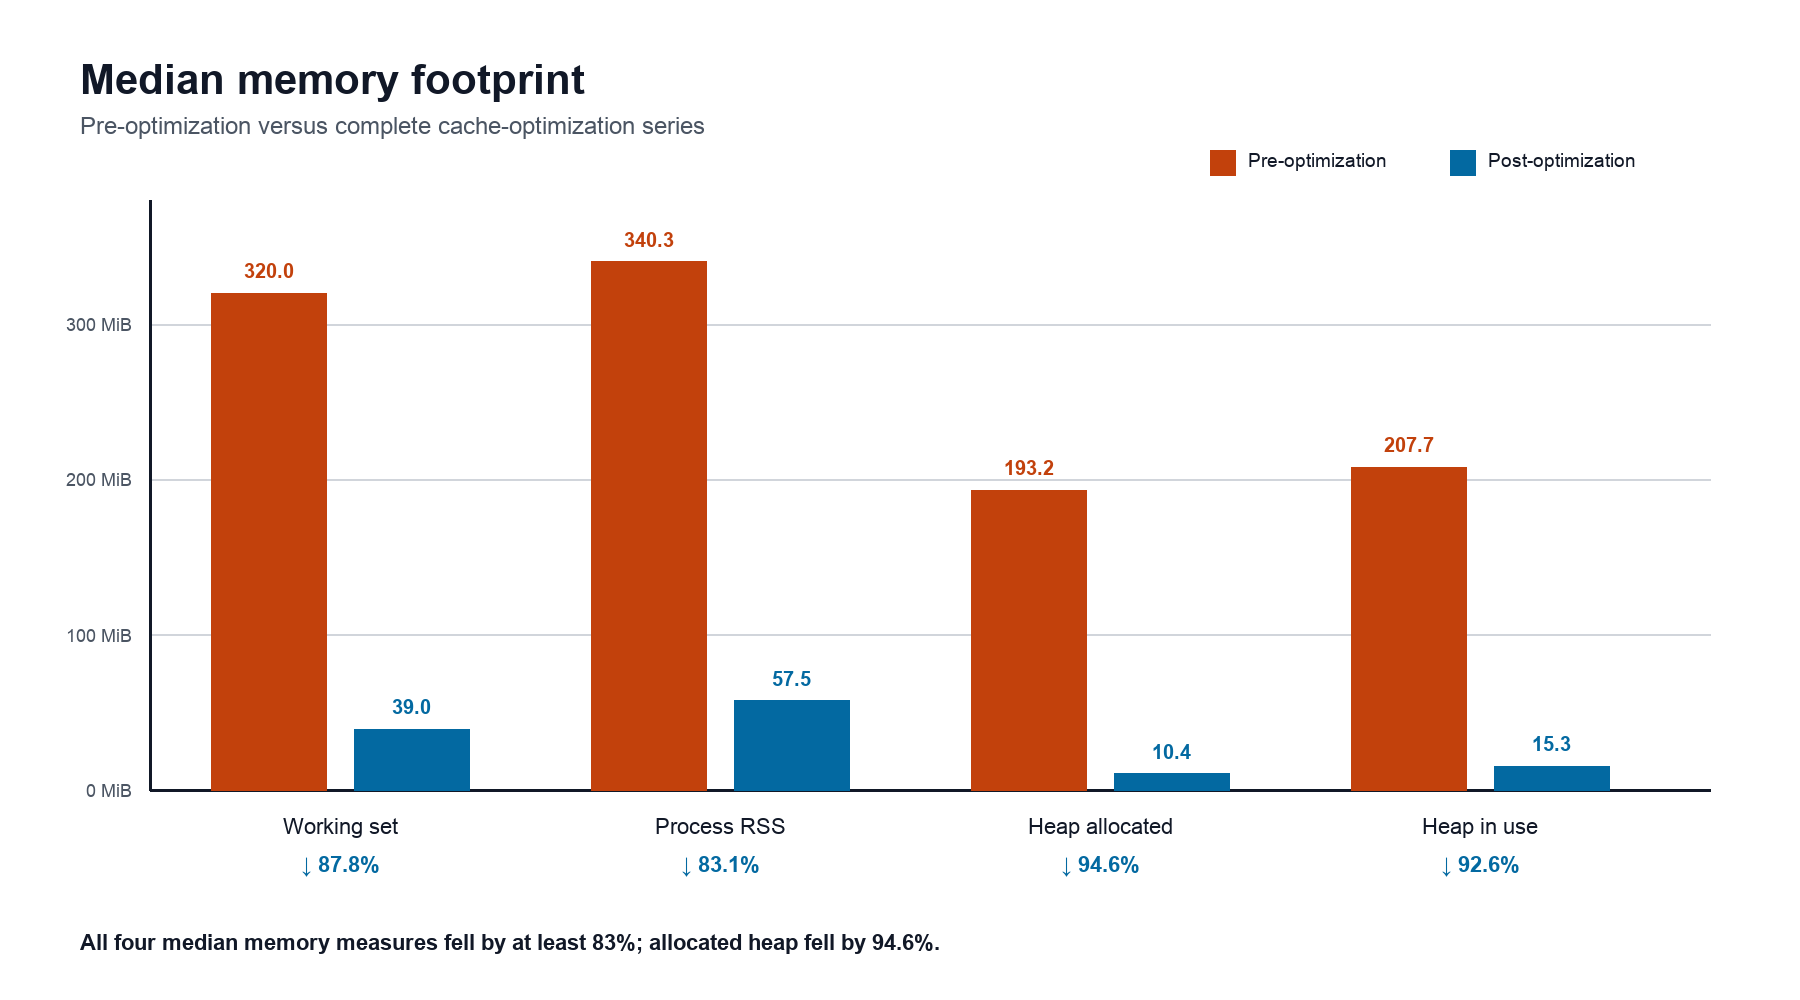 Median memory footprint
Pre-optimization versus complete cache-optimization series
Pre-optimization Post-optimization
340.3
320.0
300 MiB
207.7
193.2
200 MiB
100 MiB
57.5
39.0
15.3
10.4
0 MiB
Working set Process RSS Heap allocated Heap in use
↓ 87.8% ↓ 83.1% ↓ 94.6% ↓ 92.6%
All four median memory measures fell by at least 83%; allocated heap fell by 94.6%.